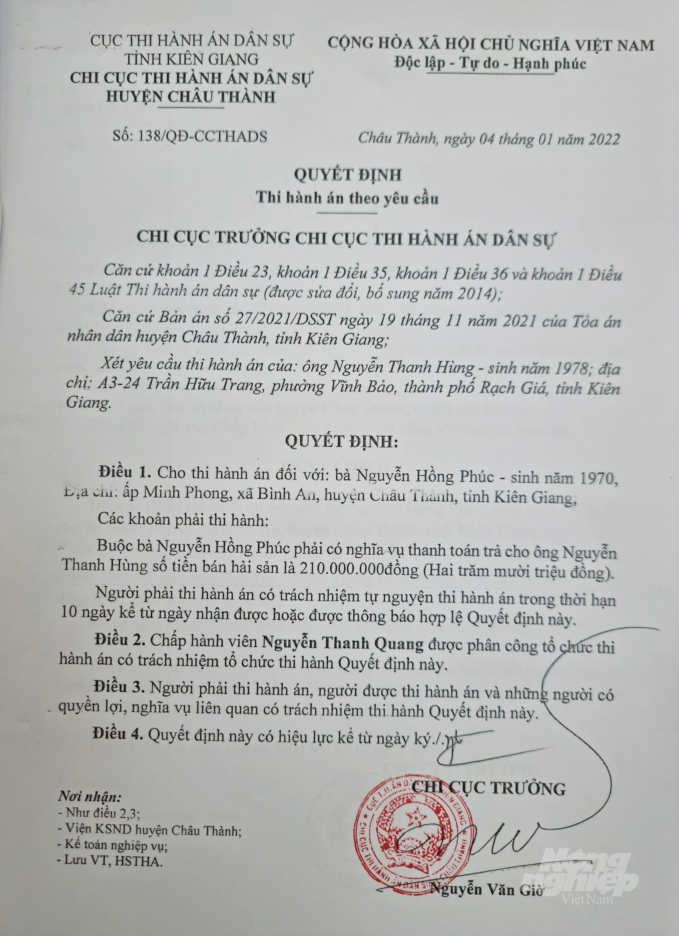 CỤC THI HÀNH ÁN DÂN SỰ
TỈNH KIÊN GIANG
CHI CỤC THI HÀNH ÁN DÂN SỰ
HUYỆN CHÂU THÀNH
CỘNG HÒA XÃ HỘI CHỦ NGHĨA VIỆT NAM
Độc lập - Tự do - Hạnh phúc
Số: 138/QĐ-CCTHADS
Châu Thành, ngày 04 tháng 01 năm 2022
QUYẾT ĐỊNH
Thi hành án theo yêu cầu
CHI CỤC TRƯỞNG CHI CỤC THI HÀNH ÁN DÂN SỰ
Căn cứ khoản 1 Điều 23, khoản 1 Điều 35, khoản 1 Điều 36 và khoản 1 Điều
45 Luật Thi hành án dân sự (được sửa đổi, bổ sung năm 2014);
Căn cứ Bản án số 27/2021/DSST ngày 19 tháng 11 năm 2021 của Tòa án
nhân dân huyện Châu Thành, tỉnh Kiên Giang;
Xét yêu cầu thi hành án của: ông Nguyễn Thanh Hùng - sinh năm 1978; địa
chỉ: A3-24 Trần Hữu Trang, phường Vĩnh Bảo, thành phố Rạch Giá, tỉnh Kiên
Giang.
QUYẾT ĐỊNH:
Điều 1. Cho thi hành án đối với: bà Nguyễn Hồng Phúc - sinh năm 1970,
Địa chỉ: ấp Minh Phong, xã Bình An, huyện Châu Thành, tỉnh Kiên Giang,
Các khoản phải thi hành:
Buộc bà Nguyễn Hồng Phúc phải có nghĩa vụ thanh toán trả cho ông Nguyễn
Thanh Hùng số tiền bán hải sản là 210.000.000đồng (Hai trăm mười triệu đồng).
Người phải thi hành án có trách nhiệm tự nguyện thi hành án trong thời hạn
10 ngày kể từ ngày nhận được hoặc được thông báo hợp lệ Quyết định này.
Điều 2. Chấp hành viên Nguyễn Thanh Quang được phân công tổ chức thi
hành án có trách nhiệm tổ chức thi hành Quyết định này.
Điều 3. Người phải thi hành án, người được thi hành án và những người có
quyền lợi, nghĩa vụ liên quan có trách nhiệm thi hành Quyết định này.
Điều 4. Quyết định này có hiệu lực kể từ ngày ký./.
CHI CỤC TRƯỞNG
Nơi nhận:
- Như điều 2,3;
- Viện KSND huyện Châu Thành;
- Kế toán nghiệp vụ;
- Lưu VT, HSTHA.
Nguyễn Văn Giờ
Nông
nghiệp
Việt Nam